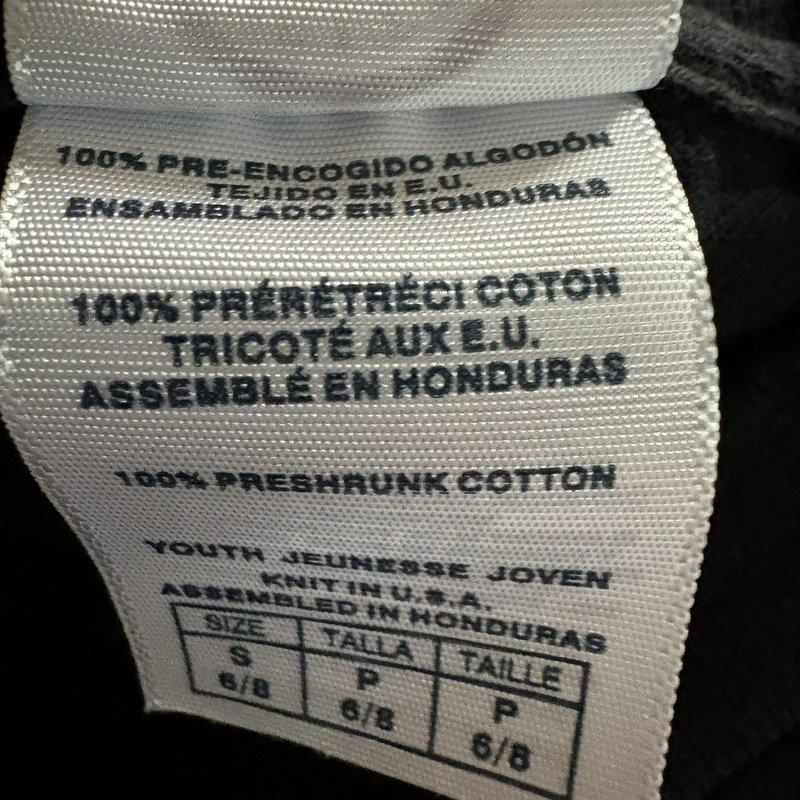 100% PRE-ENCOGIDO ALGODÓN
TEJIDO EN E.U.
ENSAMBLADO EN HONDURAS
100% PRÉRÉTRÉCI COTON
TRICOTÉ AUX E.U.
ASSEMBLÉ EN HONDURAS
100% PRESHRUNK COTTON
YOUTH JEUNESSE JOVEN
KNIT IN U.S.A.
ASSEMBLED IN HONDURAS
SIZE TALLA TAILLE
S P P
6/8 6/8 6/8